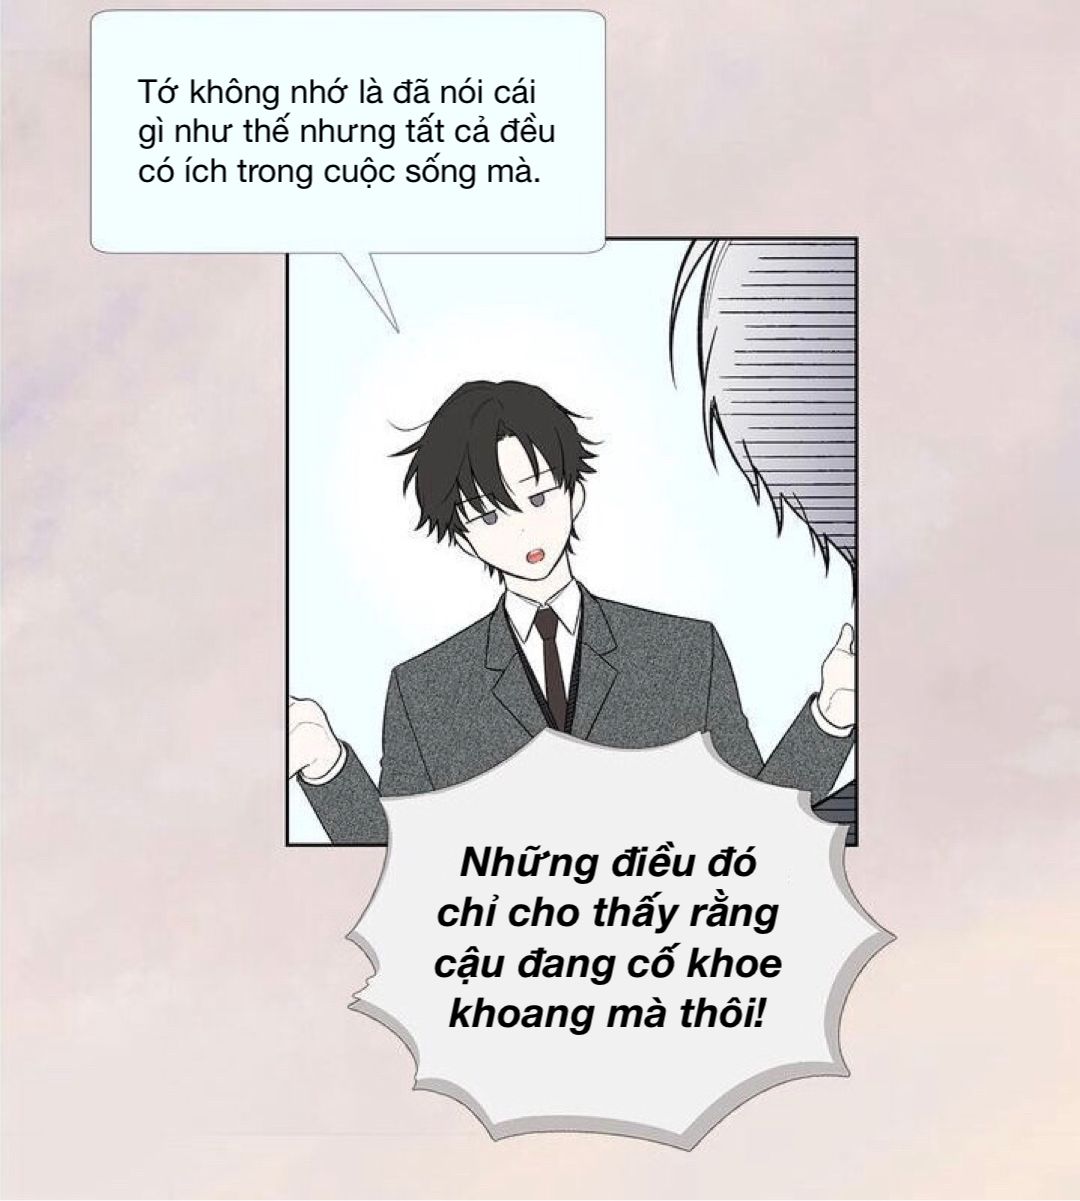 Tớ không nhớ là đã nói cái
gì như thế nhưng tất cả đều
có ích trong cuộc sống mà.
Những điều đó
chỉ cho thấy rằng
cậu đang cố khoe
khoang mà thôi!